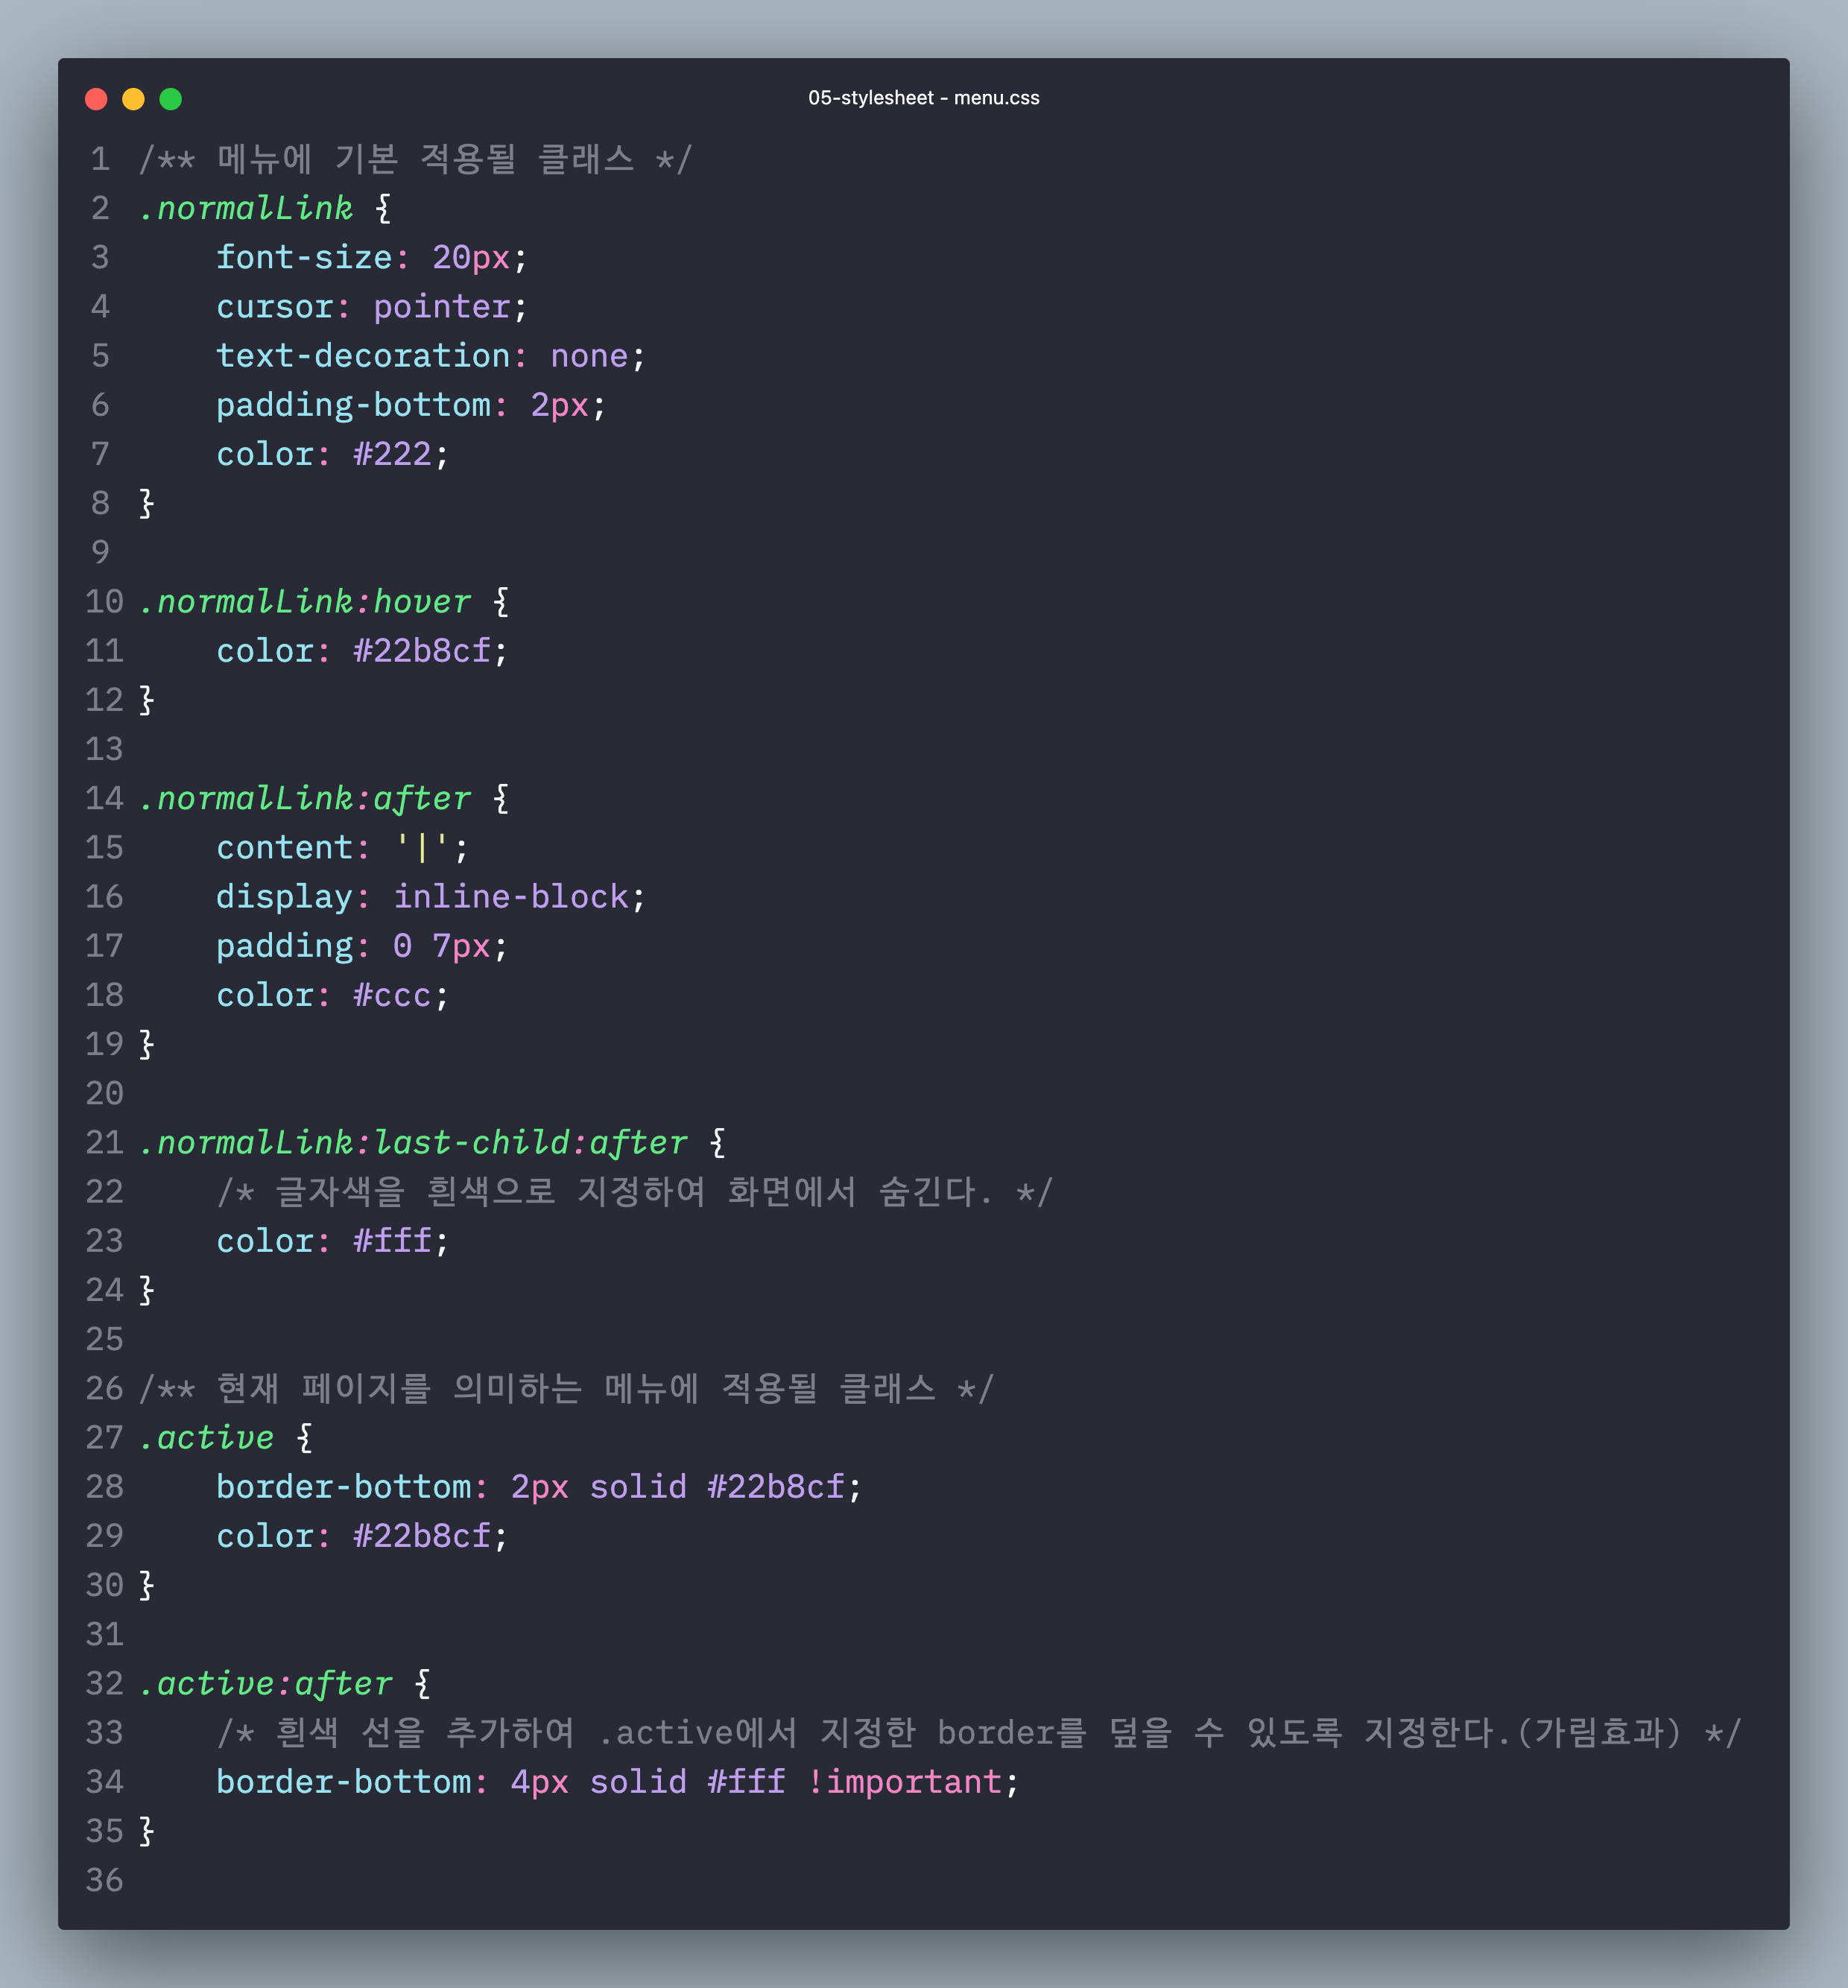 05-stylesheet - menu.css
1 /** 메뉴에 기본 적용될 클래스 */
2 .normalLink {
3     font-size: 20px;
4     cursor: pointer;
5     text-decoration: none;
6     padding-bottom: 2px;
7     color: #222;
8 }
9
10 .normalLink:hover {
11     color: #22b8cf;
12 }
13
14 .normalLink:after {
15     content: '|';
16     display: inline-block;
17     padding: 0 7px;
18     color: #ccc;
19 }
20
21 .normalLink:last-child:after {
22     /* 글자색을 흰색으로 지정하여 화면에서 숨긴다. */
23     color: #fff;
24 }
25
26 /** 현재 페이지를 의미하는 메뉴에 적용될 클래스 */
27 .active {
28     border-bottom: 2px solid #22b8cf;
29     color: #22b8cf;
30 }
31
32 .active:after {
33     /* 흰색 선을 추가하여 .active에서 지정한 border를 덮을 수 있도록 지정한다.(가림효과) */
34     border-bottom: 4px solid #fff !important;
35 }
36